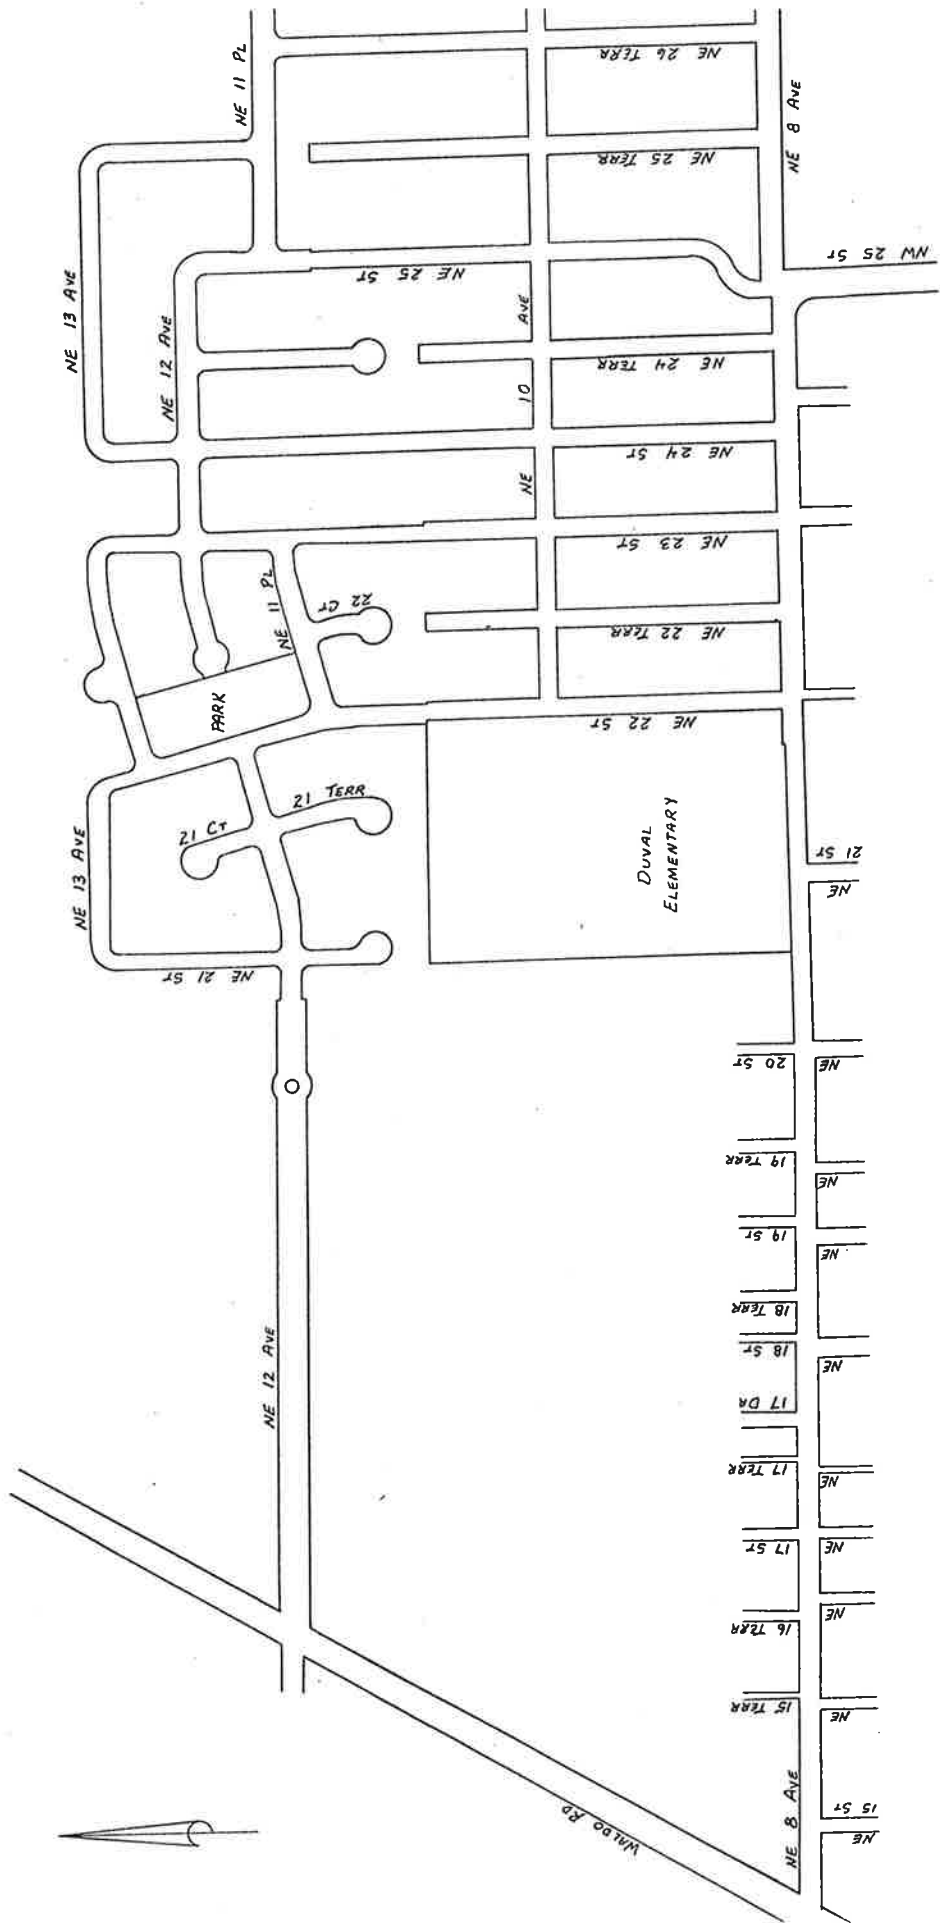 NE 11 PL
NE 26 TERR
NE 8 AVE
NE 25 TERR
NW 25 ST
NE 25 ST
NE 13 AVE
NE 12 AVE
NE 10 AVE
NE 24 TERR
NE 24 ST
NE 23 ST
NE 11 PL
22 CT
NE 22 TERR
PARK
NE 22 ST
21 TERR
21 CT
DUVAL
ELEMENTARY
NE 13 AVE
21 ST
NE
NE 21 ST
20 ST
NE
19 TERR
NE
19 ST
NE
18 TERR
18 ST
NE
17 DR
17 TERR
NE
17 ST
NE
NE 12 AVE
16 TERR
NE
15 TERR
NE
15 ST
NE
NE 8 AVE
WALDO RD